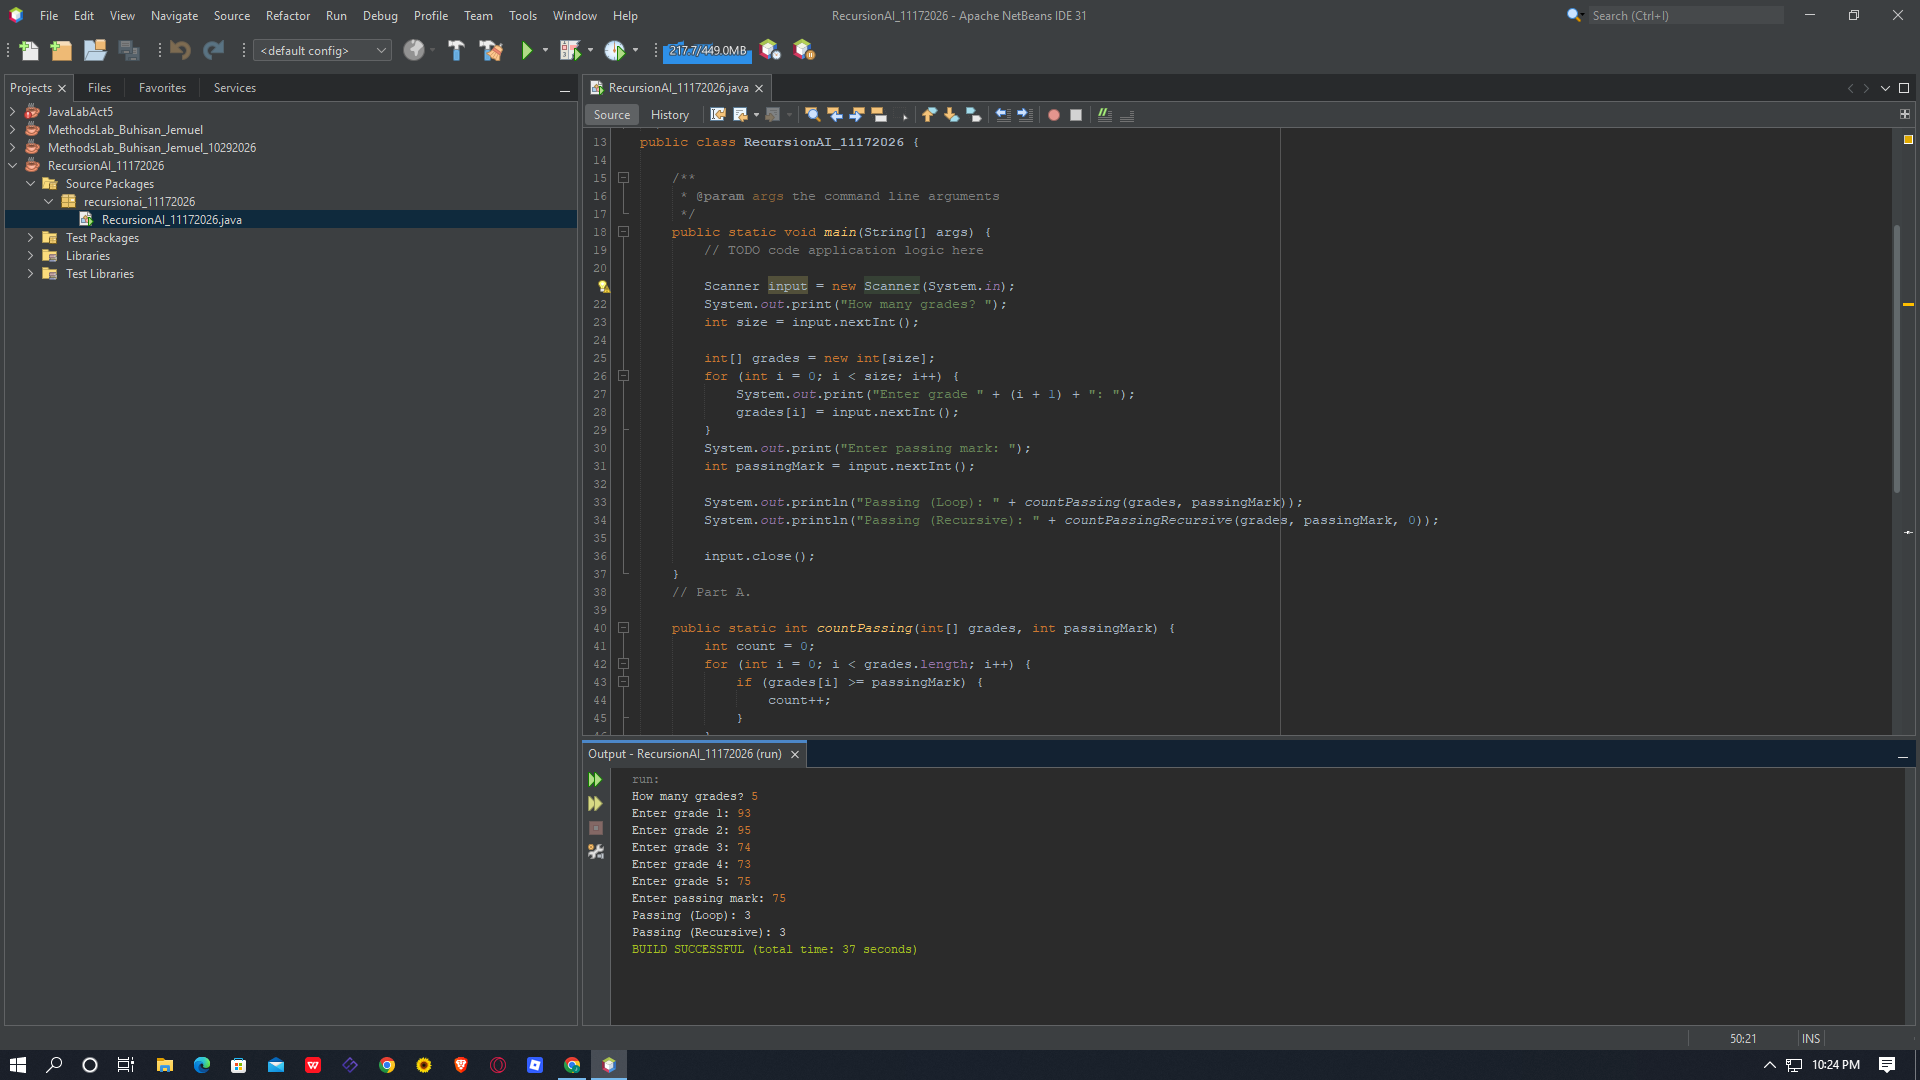 File Edit View Navigate Source Refactor Run Debug Profile Team Tools Window Help
RecursionAI_11172026 - Apache NetBeans IDE 31
Search (Ctrl+I)
<default config>
217.7/449.0MB
Projects Files Favorites Services
JavaLabAct5
MethodsLab_Buhisan_Jemuel
MethodsLab_Buhisan_Jemuel_10292026
RecursionAI_11172026
Source Packages
recursionai_11172026
RecursionAI_11172026.java
Test Packages
Libraries
Test Libraries
RecursionAI_11172026.java
Source History
13 public class RecursionAI_11172026 {
14
15 /**
16 * @param args the command line arguments
17 */
18 public static void main(String[] args) {
19 // TODO code application logic here
20
Scanner input = new Scanner(System.in);
22 System.out.print("How many grades? ");
23 int size = input.nextInt();
24
25 int[] grades = new int[size];
26 for (int i = 0; i < size; i++) {
27 System.out.print("Enter grade " + (i + 1) + ": ");
28 grades[i] = input.nextInt();
29 }
30 System.out.print("Enter passing mark: ");
31 int passingMark = input.nextInt();
32
33 System.out.println("Passing (Loop): " + countPassing(grades, passingMark));
34 System.out.println("Passing (Recursive): " + countPassingRecursive(grades, passingMark, 0));
35
36 input.close();
37 }
38 // Part A.
39
40 public static int countPassing(int[] grades, int passingMark) {
41 int count = 0;
42 for (int i = 0; i < grades.length; i++) {
43 if (grades[i] >= passingMark) {
44 count++;
45 }
Output - RecursionAI_11172026 (run)
run:
How many grades? 5
Enter grade 1: 93
Enter grade 2: 95
Enter grade 3: 74
Enter grade 4: 73
Enter grade 5: 75
Enter passing mark: 75
Passing (Loop): 3
Passing (Recursive): 3
BUILD SUCCESSFUL (total time: 37 seconds)
50:21 INS
10:24 PM